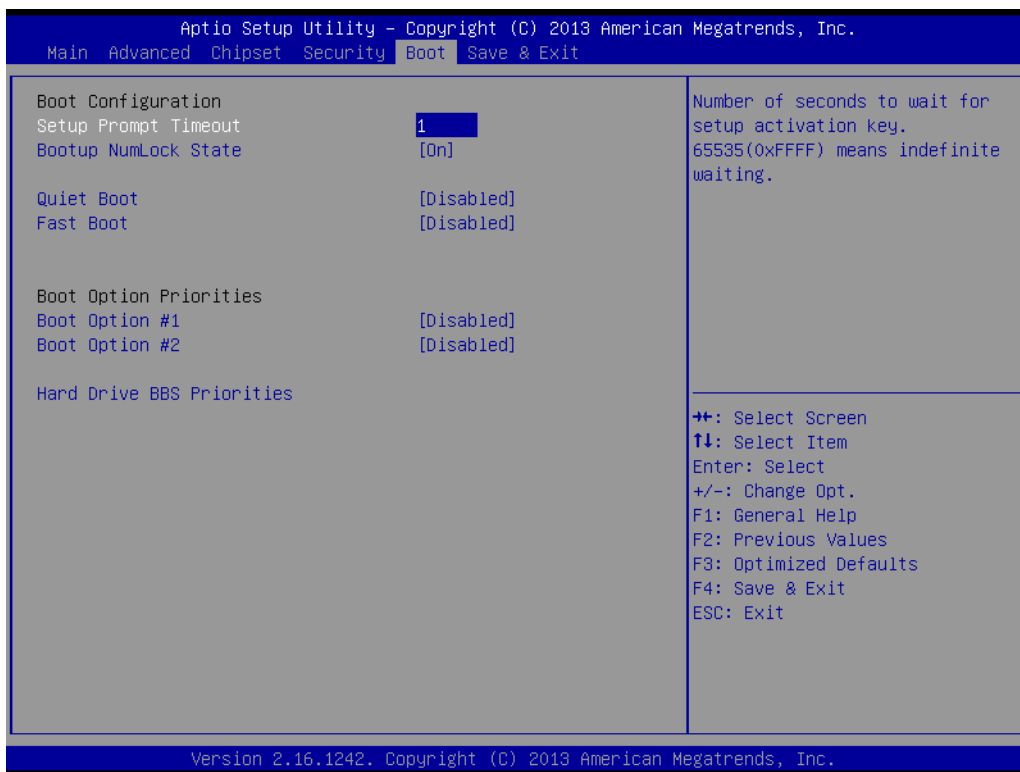 Aptio Setup Utility – Copyright (C) 2013 American Megatrends, Inc.
Main Advanced Chipset Security Boot Save & Exit
Boot Configuration
Setup Prompt Timeout 1
Bootup NumLock State [On]
Quiet Boot [Disabled]
Fast Boot [Disabled]
Boot Option Priorities
Boot Option #1 [Disabled]
Boot Option #2 [Disabled]
Hard Drive BBS Priorities
Number of seconds to wait for
setup activation key.
65535(0xFFFF) means indefinite
waiting.
→←: Select Screen
↑↓: Select Item
Enter: Select
+/-: Change Opt.
F1: General Help
F2: Previous Values
F3: Optimized Defaults
F4: Save & Exit
ESC: Exit
Version 2.16.1242. Copyright (C) 2013 American Megatrends, Inc.